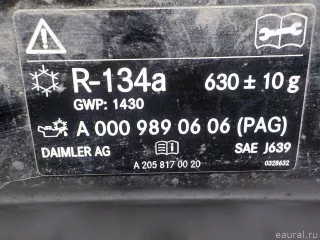 R-134a 630 ± 10 g
GWP: 1430
A 000 989 06 06 (PAG)
DAIMLER AG SAE J639
A 205 817 00 20 0328632
eaural.ru